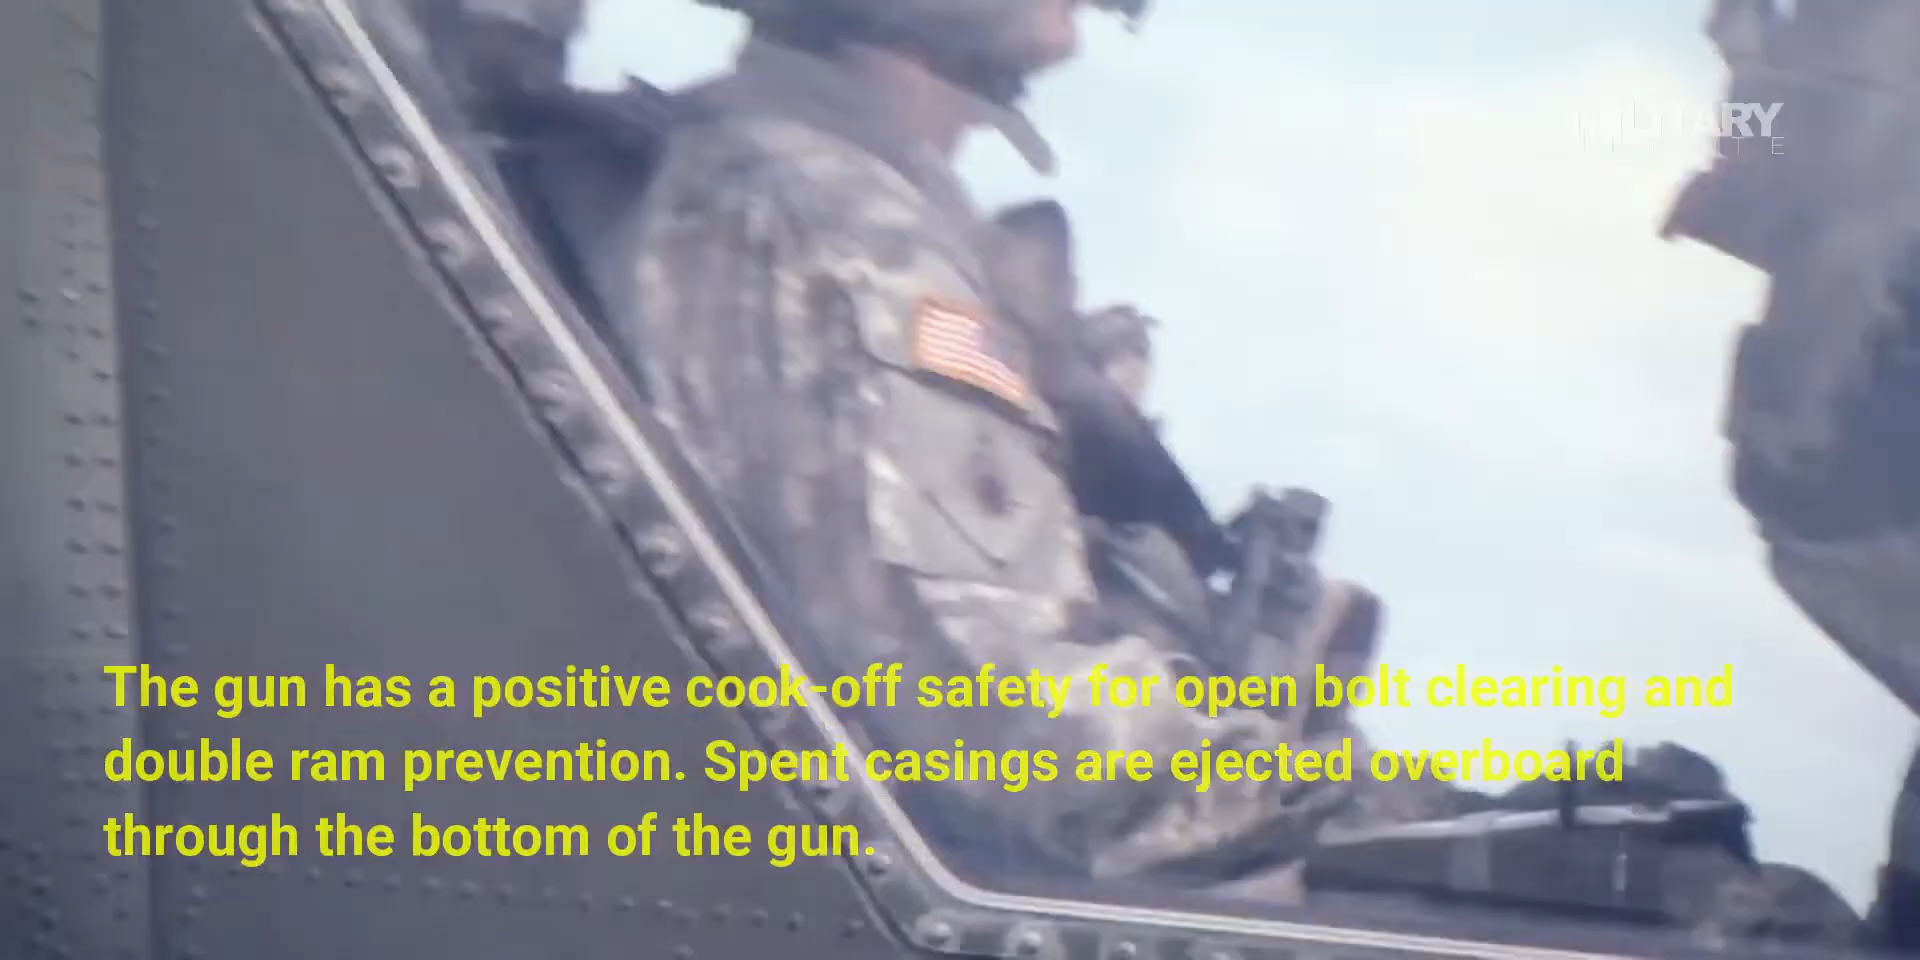 MILITARY
The gun has a positive cook-off safety for open bolt clearing and
double ram prevention. Spent casings are ejected overboard
through the bottom of the gun.